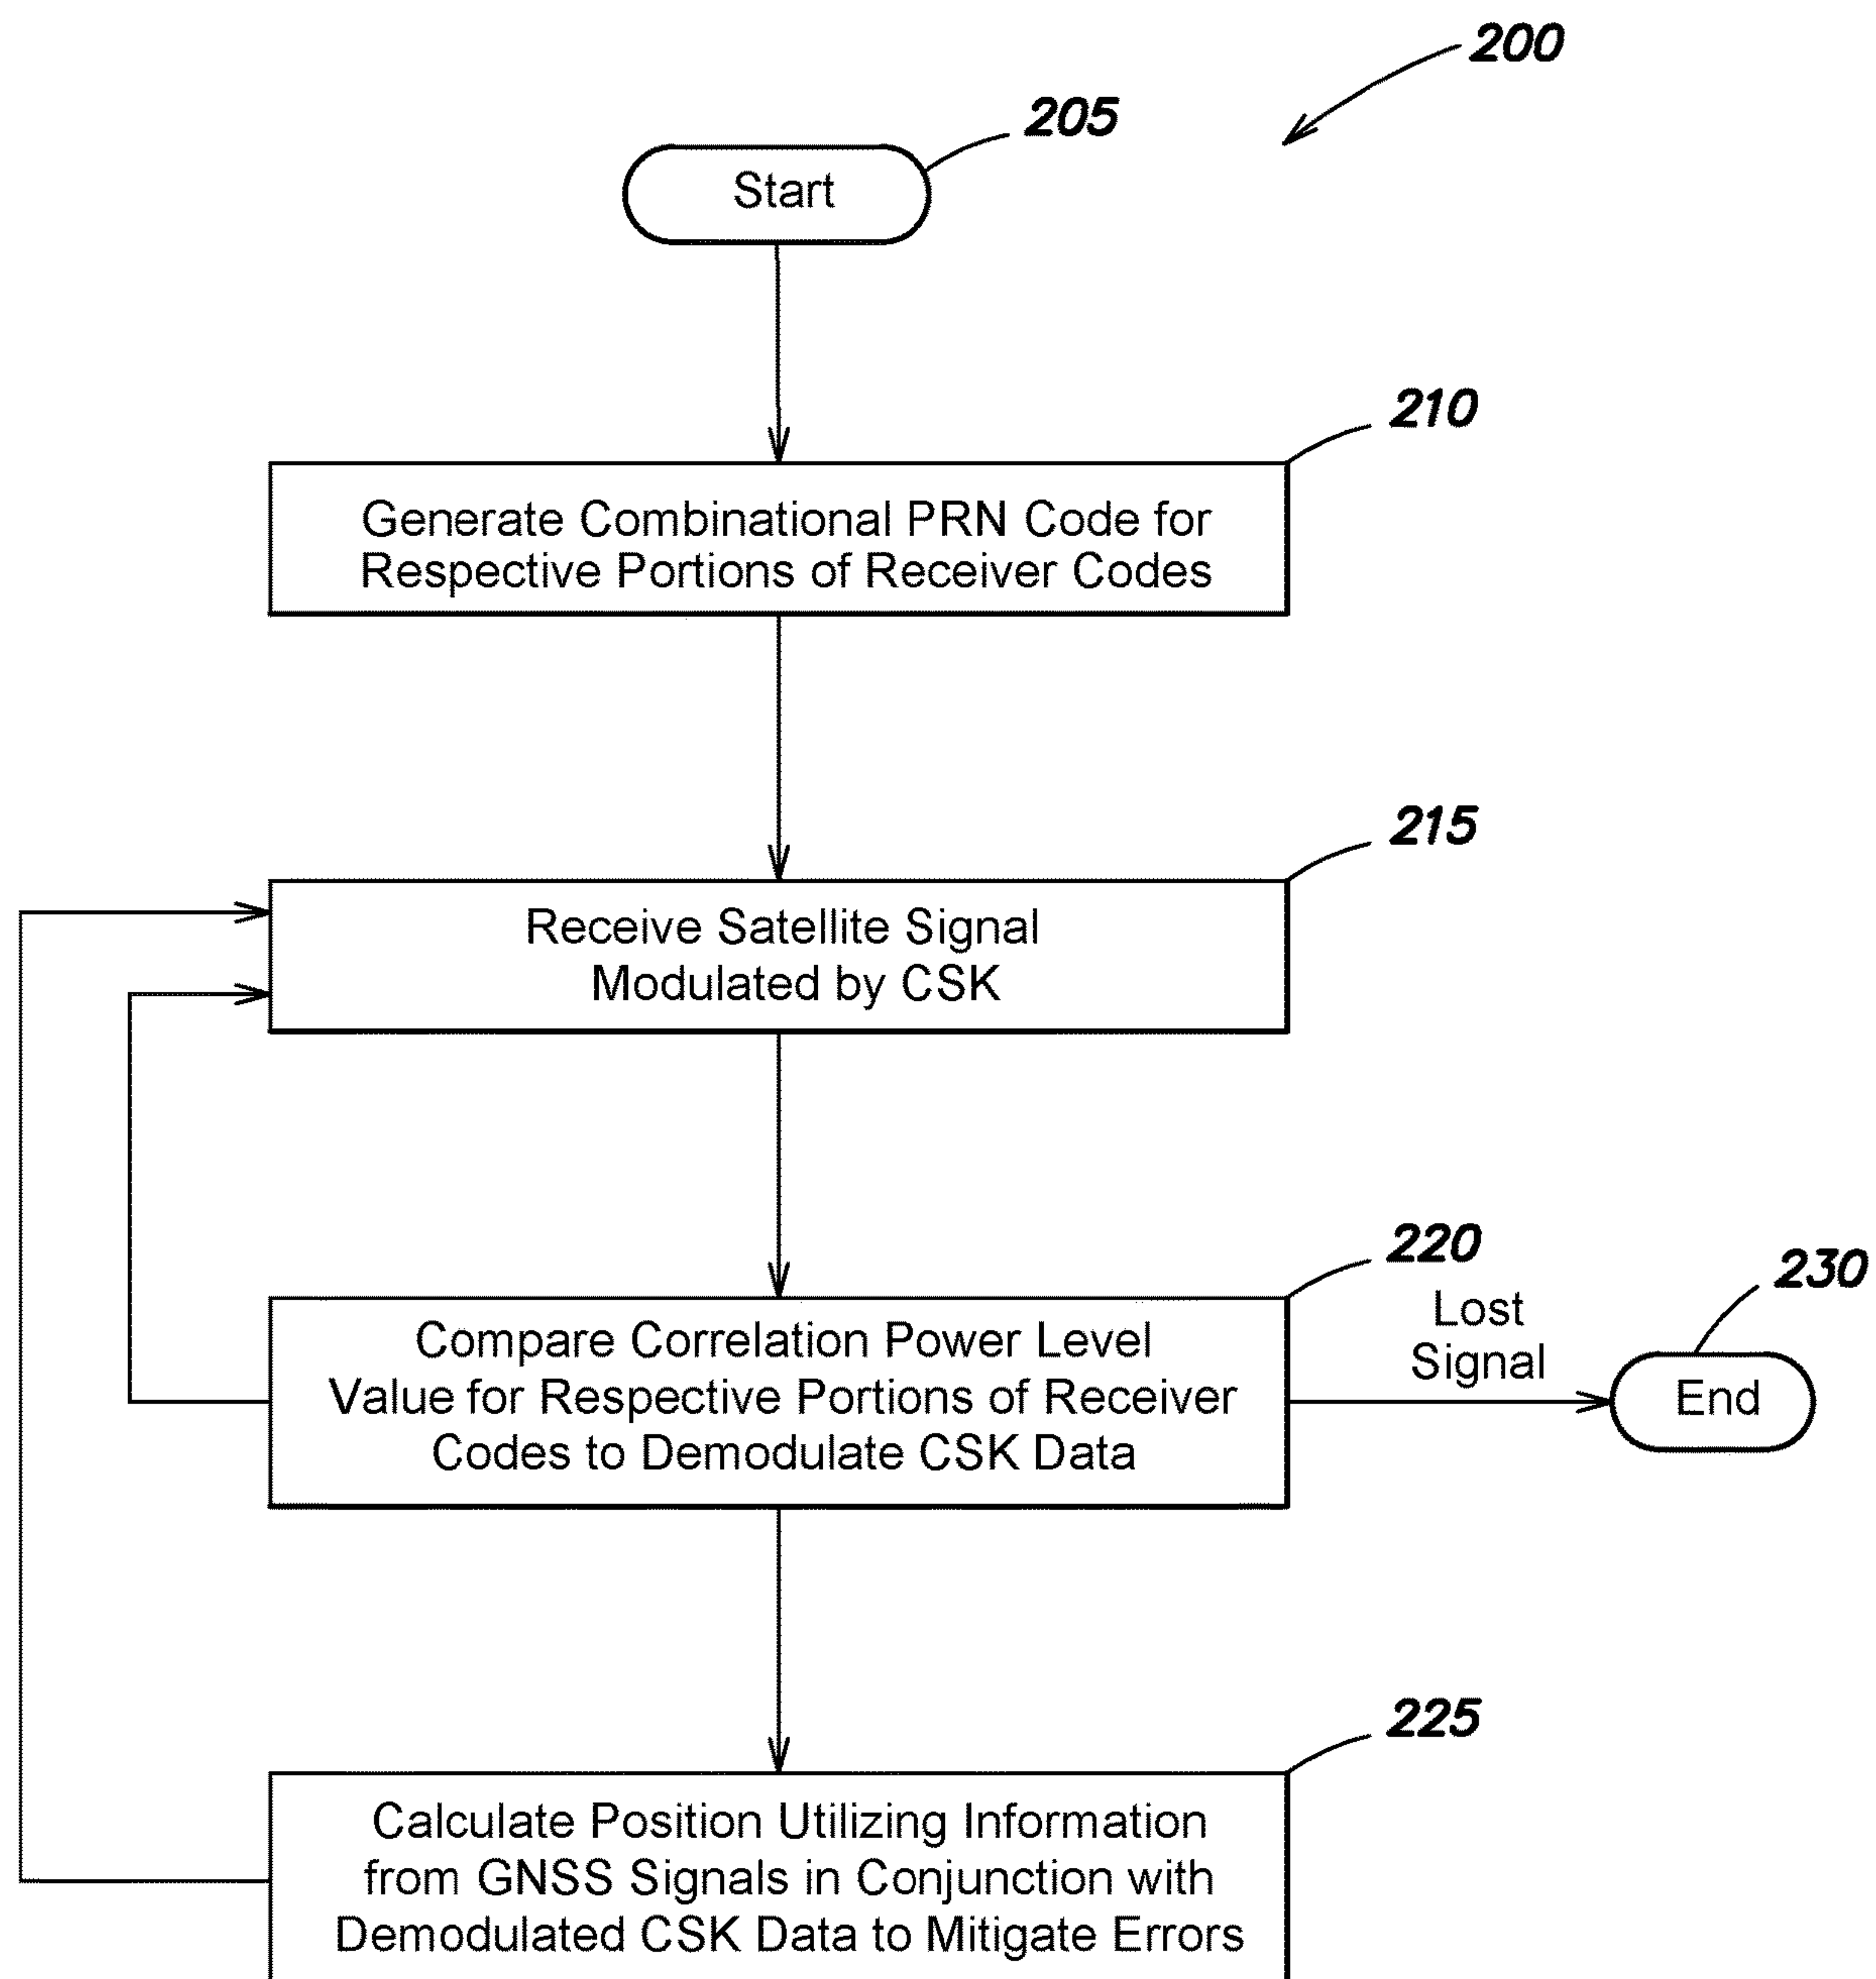 200
205
Start
210
Generate Combinational PRN Code for
Respective Portions of Receiver Codes
215
Receive Satellite Signal
Modulated by CSK
220
Compare Correlation Power Level
Value for Respective Portions of Receiver
Codes to Demodulate CSK Data
Lost
Signal
230
End
225
Calculate Position Utilizing Information
from GNSS Signals in Conjunction with
Demodulated CSK Data to Mitigate Errors